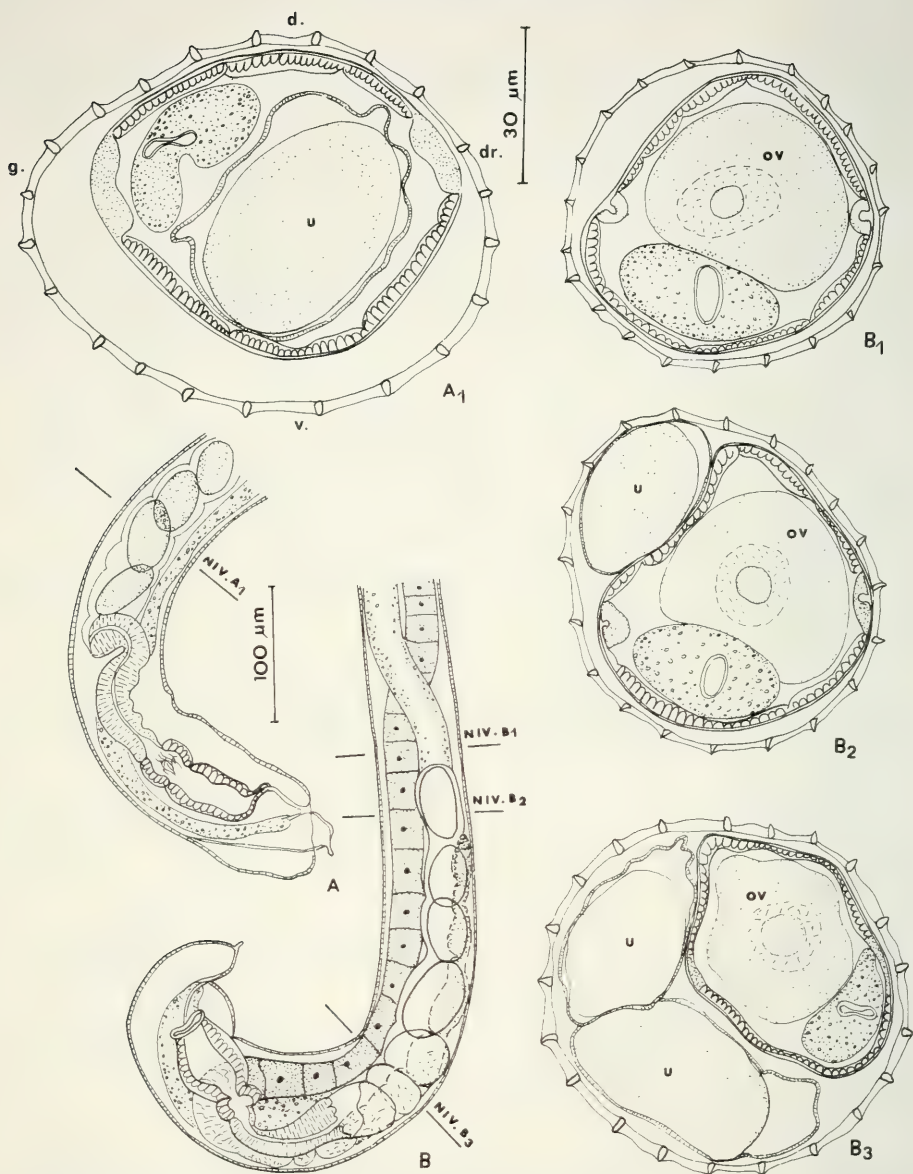 d.
30 µm
g.
dr.
u
A1
v.
ov
B1
u
ov
B2
NIV. A1
100 µm
A
NIV. B1
NIV. B2
NIV. B3
B
ov
u
u
B3